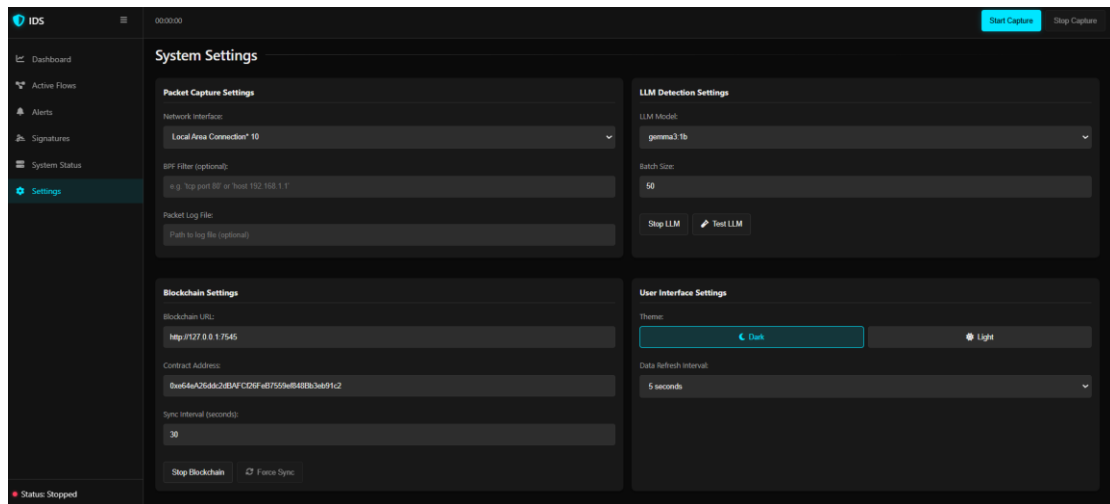 IDS
00:00:00
Start Capture
Stop Capture
Dashboard
Active Flows
Alerts
Signatures
System Status
Settings
Status: Stopped
System Settings
Packet Capture Settings
Network Interface:
Local Area Connection* 10
BPF Filter (optional):
e.g. 'tcp port 80' or 'host 192.168.1.1'
Packet Log File:
Path to log file (optional)
LLM Detection Settings
LLM Model:
gemma3:1b
Batch Size:
50
Stop LLM
Test LLM
Blockchain Settings
Blockchain URL:
http://127.0.0.1:7545
Contract Address:
0xe64eA26ddc2dBAFCf26FeB7559ef848Bb3eb91c2
Sync Interval (seconds):
30
Stop Blockchain
Force Sync
User Interface Settings
Theme:
Dark
Light
Data Refresh Interval:
5 seconds